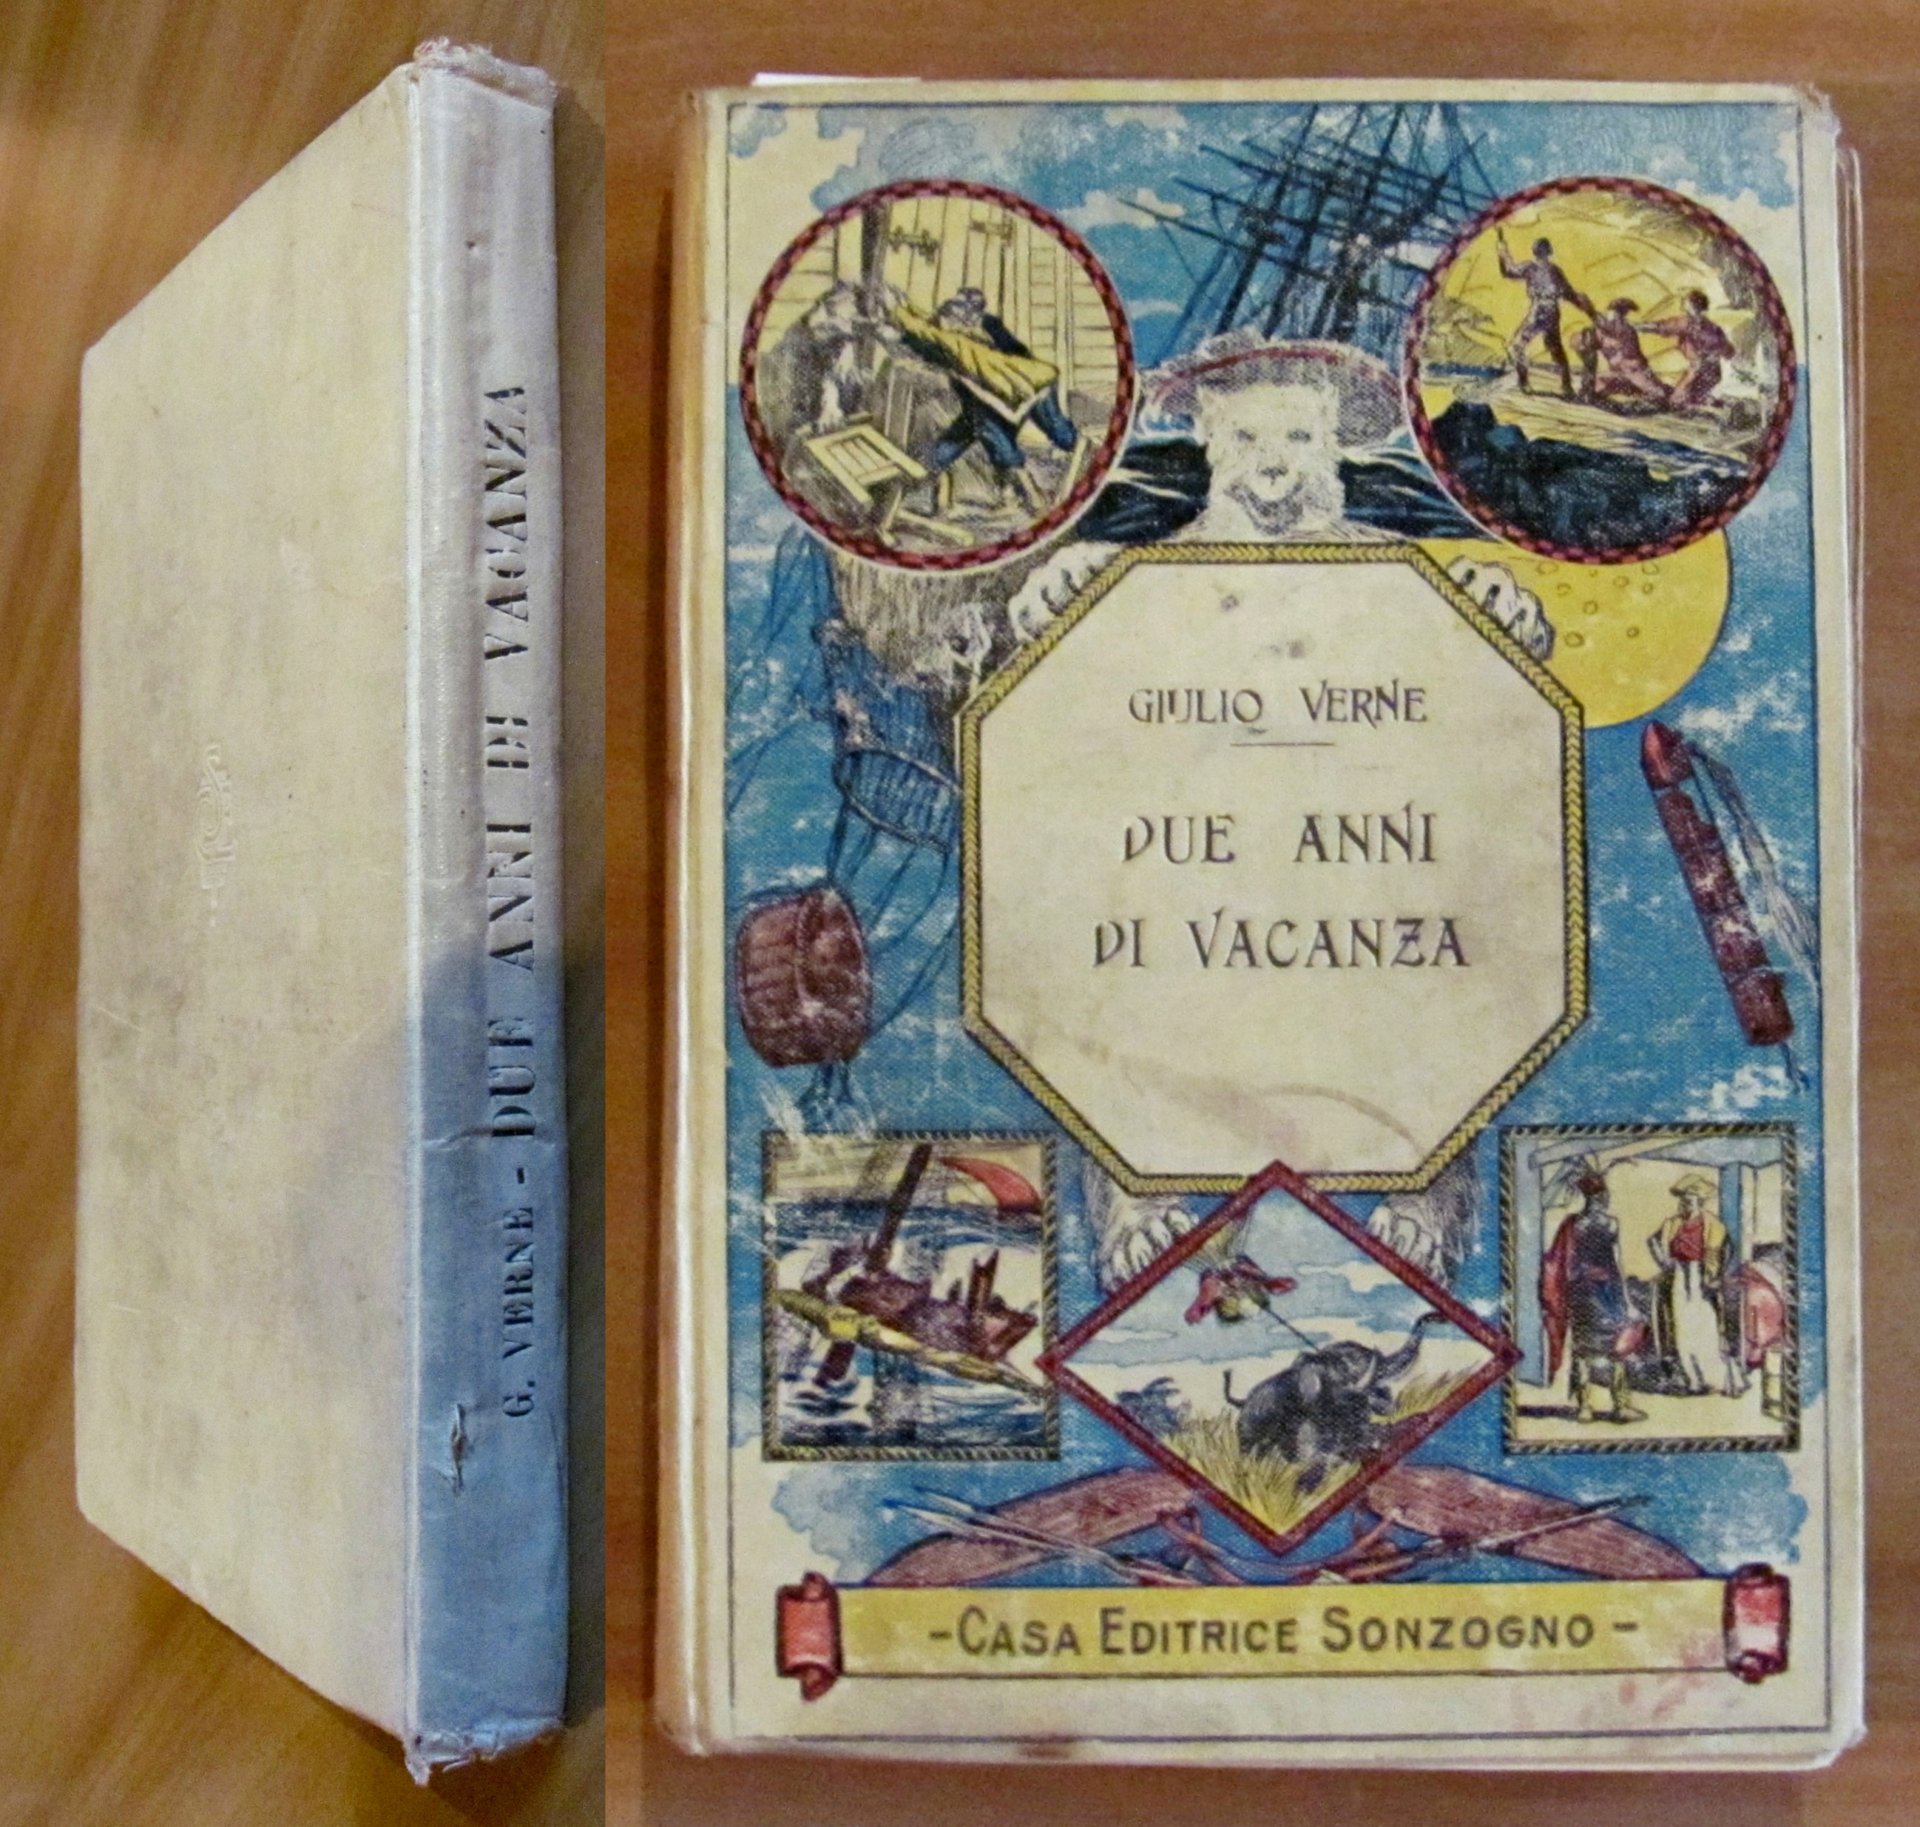 G. VERNE - DUE ANNI DI VACANZA
GIULIO VERNE
DUE ANNI
DI VACANZA
-CASA EDITRICE SONZOGNO-